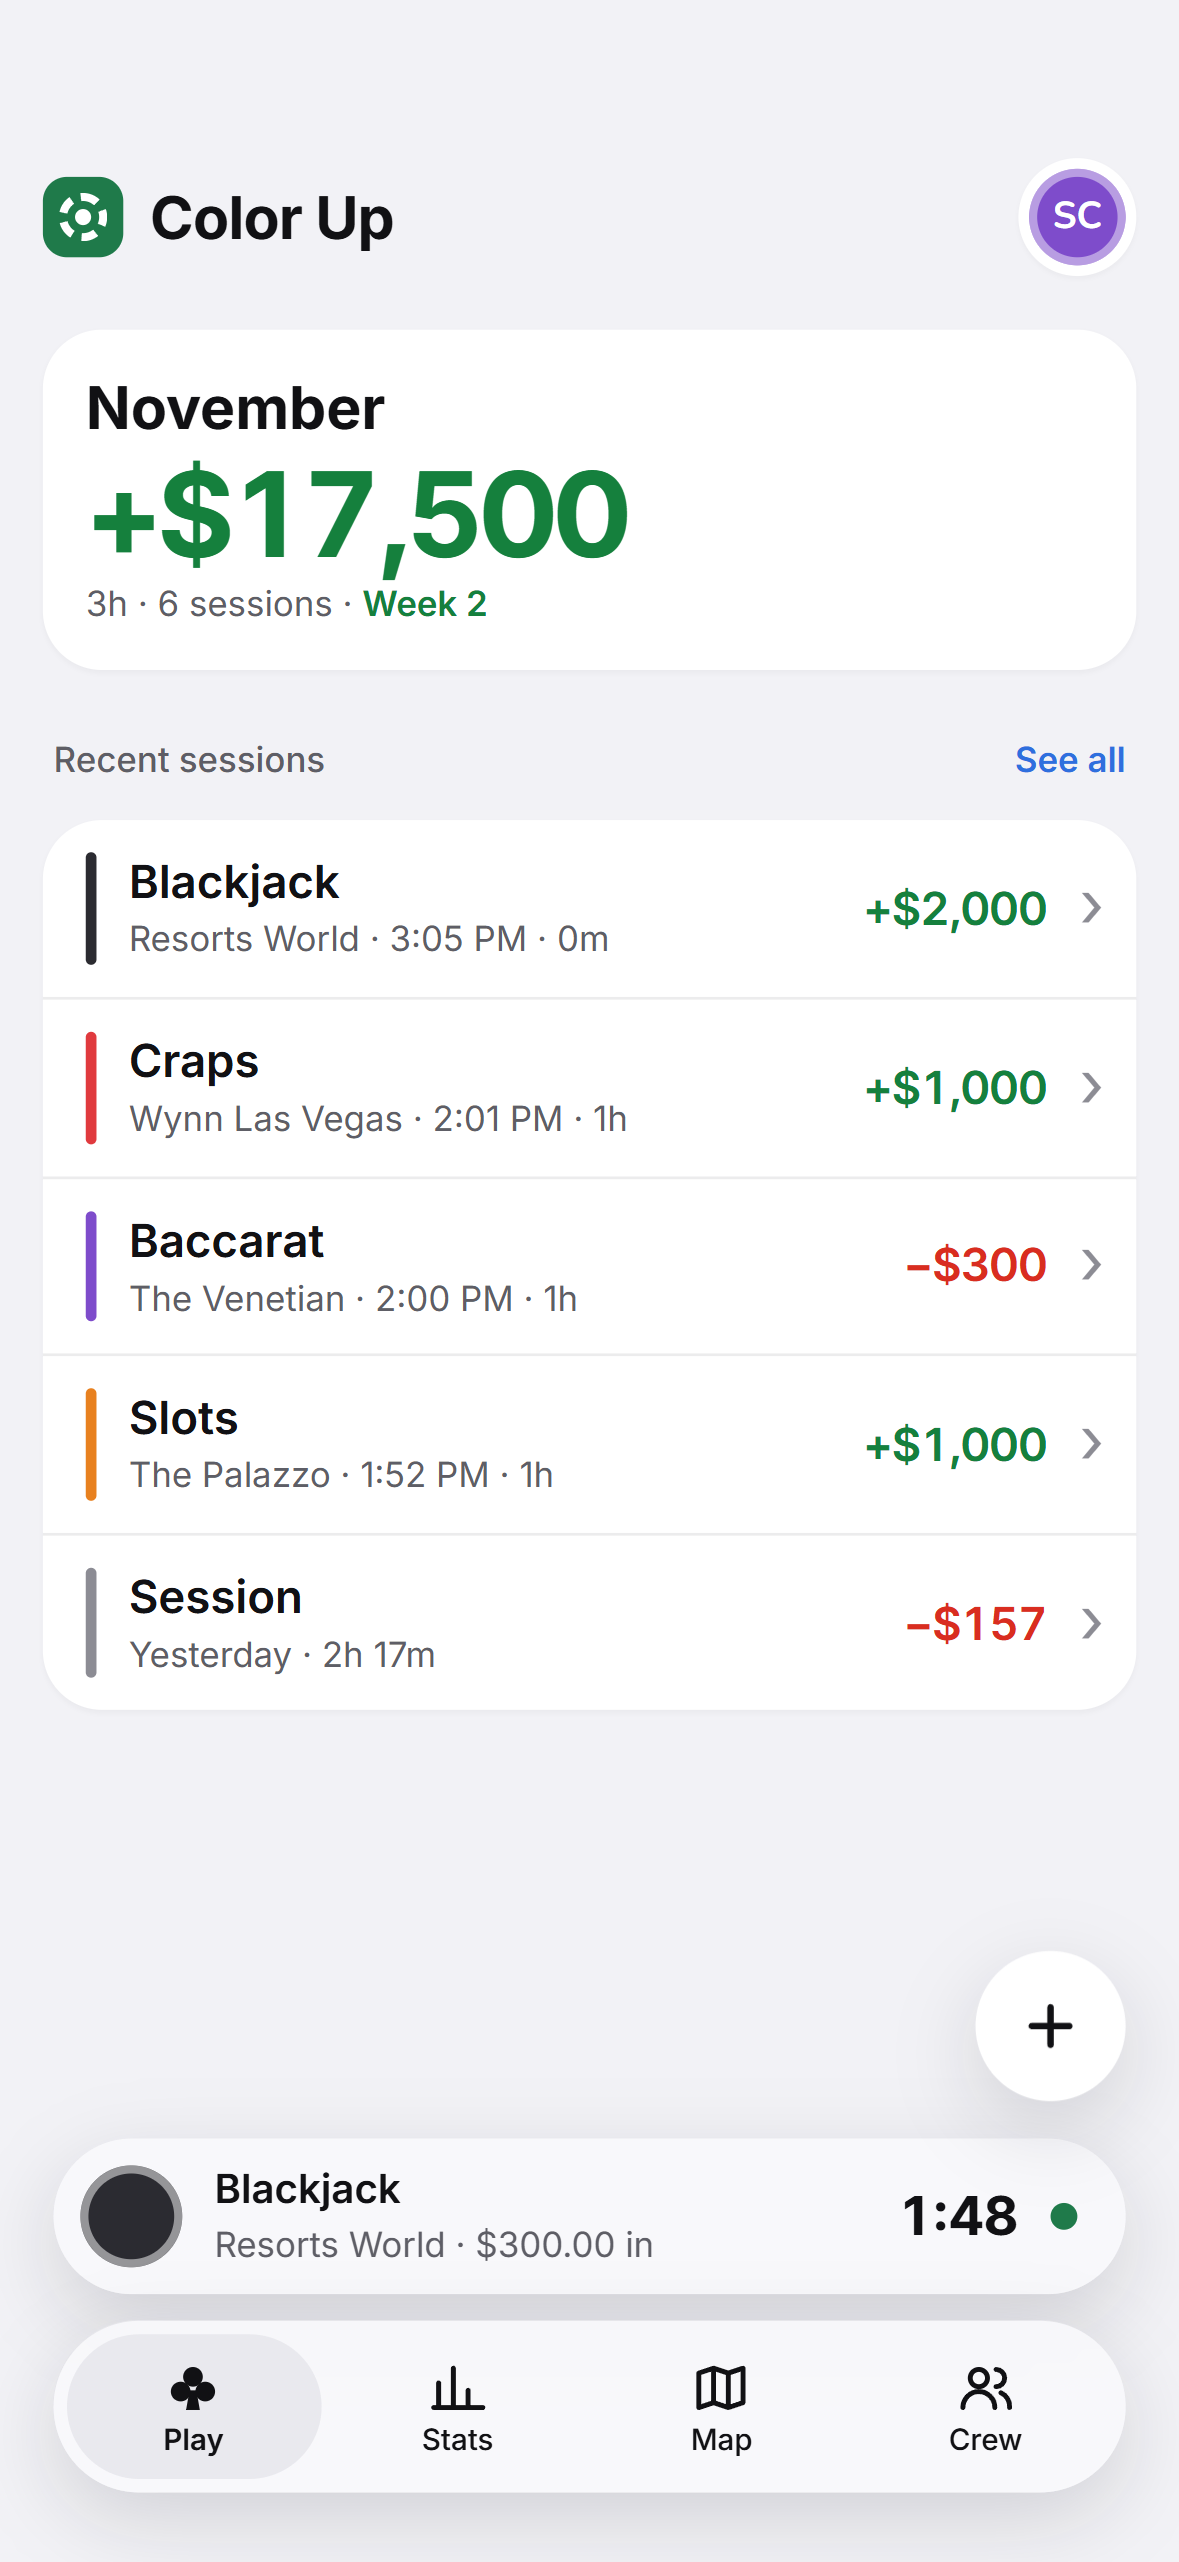 Color Up
SC
November
+$17,500
3h · 6 sessions · Week 2
Recent sessions
See all
Blackjack
Resorts World · 3:05 PM · 0m
+$2,000
Craps
Wynn Las Vegas · 2:01 PM · 1h
+$1,000
Baccarat
The Venetian · 2:00 PM · 1h
–$300
Slots
The Palazzo · 1:52 PM · 1h
+$1,000
Session
Yesterday · 2h 17m
–$157
Blackjack
Resorts World · $300.00 in
1:48
Play
Stats
Map
Crew